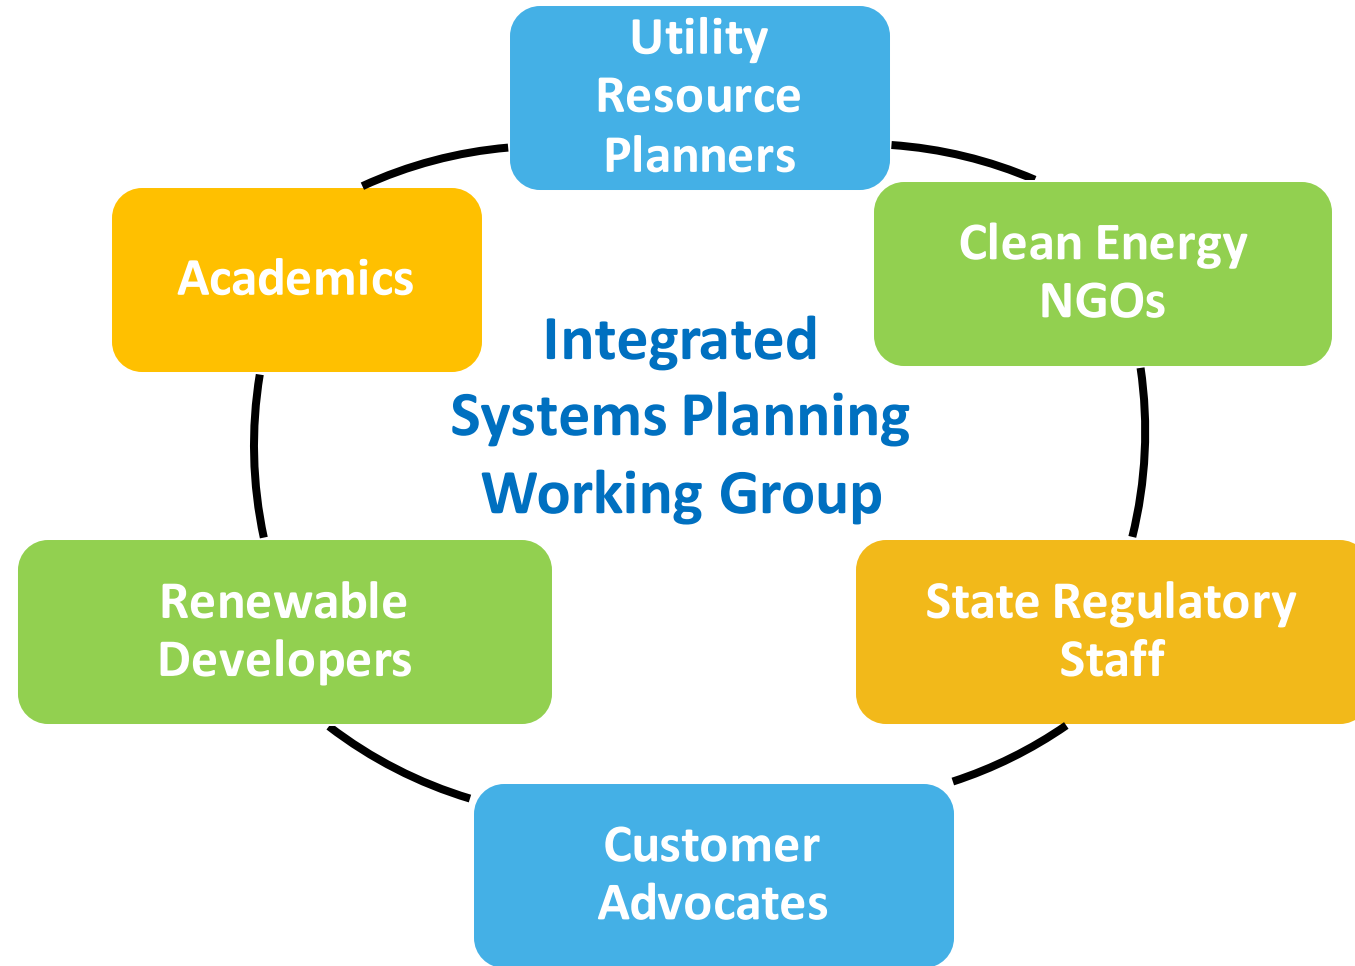 Utility
Resource
Planners
Clean Energy
NGOs
Academics
Integrated
Systems Planning
Working Group
Renewable
Developers
State Regulatory
Staff
Customer
Advocates